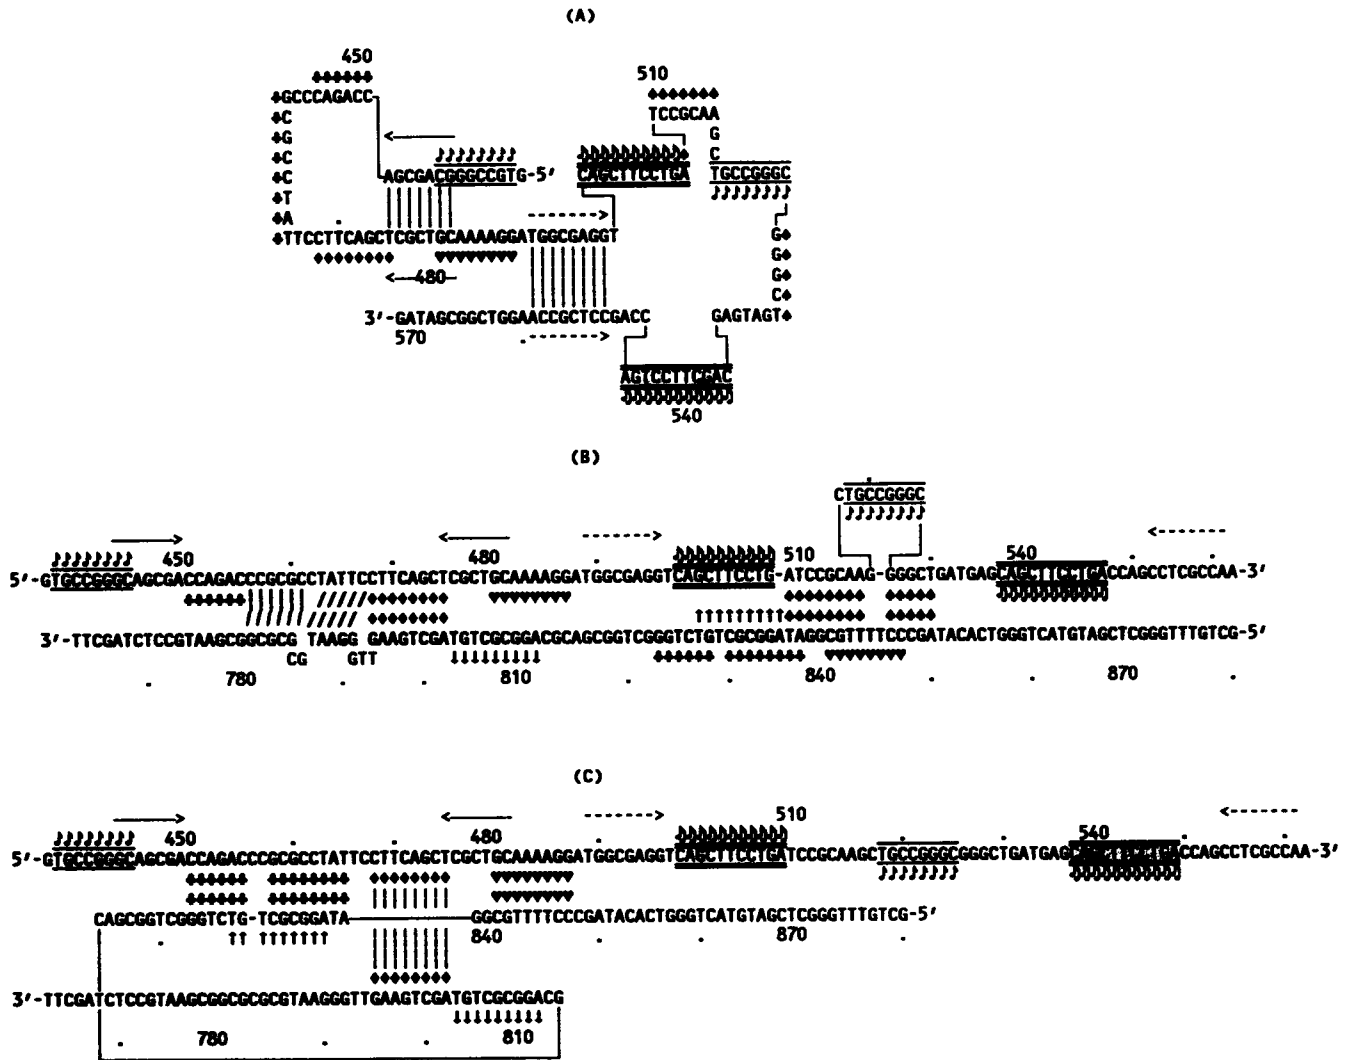 (A)
450
510
GCCCAGACC
TCCGCAA
C
G
G
C
C
AGCGACGGGCCGTG-5'
CAGCTTCCTGA
TGCCGGGC
C
T
A
TTCCTTCAGCTCGCTGCAAAAGGATGGCGAGGT
G
G
480
G
C
3'-GATAGCGGCTGGAACCGCTCCGACC
GAGTAGT
570
AGTCCTTCGAC
540
(B)
CTGCCGGGC
450
480
510
540
5'-GTGCCGGGCAGCGACCAGACCCGCGCCTATTCCTTCAGCTCGCTGCAAAAGGATGGCGAGGTCAGCTTCCTG-ATCCGCAAG-GGGCTGATGAGCAGCTTCCTGACCAGCCTCGCCAA-3'
3'-TTCGATCTCCGTAAGCGGCGCG TAAGG GAAGTCGATGTCGCGGACGCAGCGGTCGGGTCTGTCGCGGATAGGCGTTTTCCCGATACACTGGGTCATGTAGCTCGGGTTTGTCG-5'
CG GTT
780 810 840 870
(C)
510
450 480 540
5'-GTGCCGGGCAGCGACCAGACCCGCGCCTATTCCTTCAGCTCGCTGCAAAAGGATGGCGAGGTCAGCTTCCTGATCCGCAAGCTGCCGGGCGGGCTGATGAGCAGCTTCCTGACCAGCCTCGCCAA-3'
CAGCGGTCGGGTCTG-TCGCGGATA GGCGTTTTCCCGATACACTGGGTCATGTAGCTCGGGTTTGTCG-5'
840 870
3'-TTCGATCTCCGTAAGCGGCGCGCGTAAGGGTTGAAGTCGATGTCGCGGACG
780 810